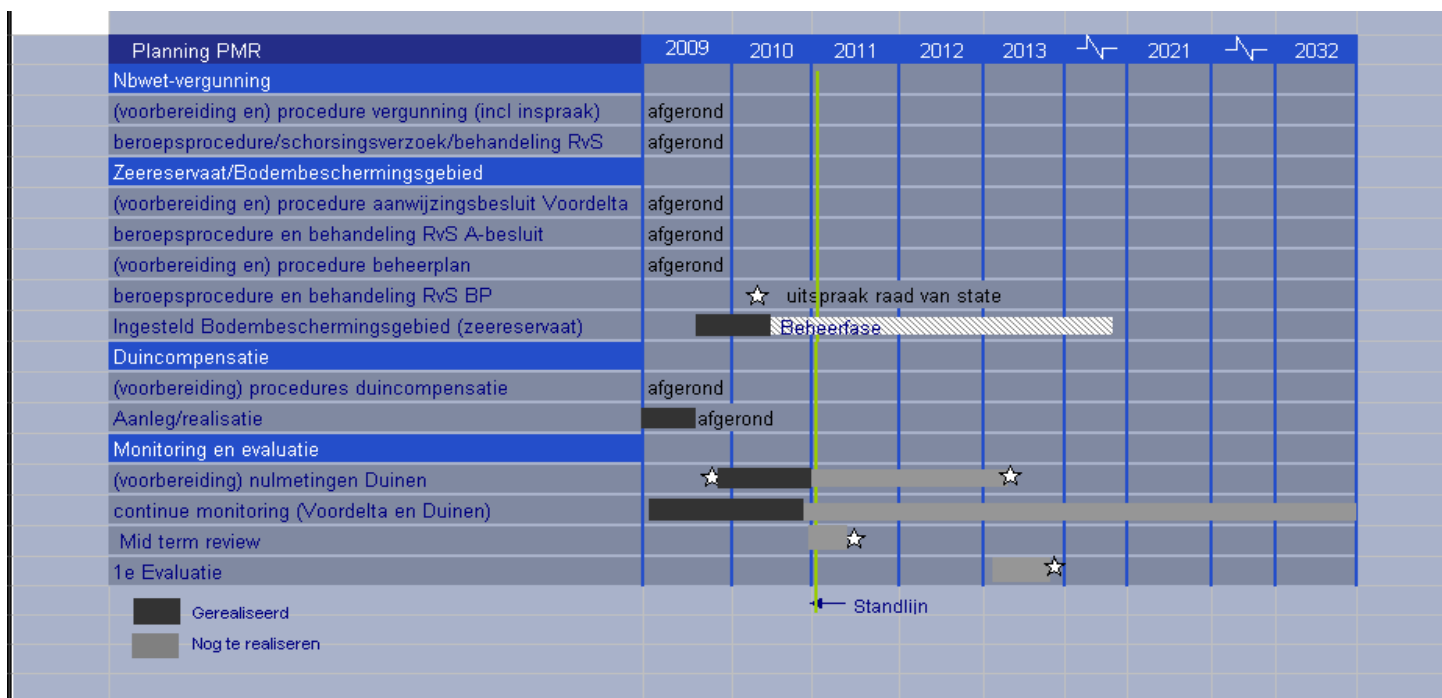 Planning PMR 2009 2010 2011 2012 2013 2021 2032
Nbwet-vergunning
(voorbereiding en) procedure vergunning (incl inspraak) afgerond
beroepsprocedure/schorsingsverzoek/behandeling RvS afgerond
Zeereservaat/Bodembeschermingsgebied
(voorbereiding en) procedure aanwijzingsbesluit Voordelta afgerond
beroepsprocedure en behandeling RvS A-besluit afgerond
(voorbereiding en) procedure beheerplan afgerond
beroepsprocedure en behandeling RvS BP uitspraak raad van state
Ingesteld Bodembeschermingsgebied (zeereservaat) Beheerfase
Duincompensatie
(voorbereiding) procedures duincompensatie afgerond
Aanleg/realisatie afgerond
Monitoring en evaluatie
(voorbereiding) nulmetingen Duinen
continue monitoring (Voordelta en Duinen)
Mid term review
1e Evaluatie
Standlijn
Gerealiseerd
Nog te realiseren